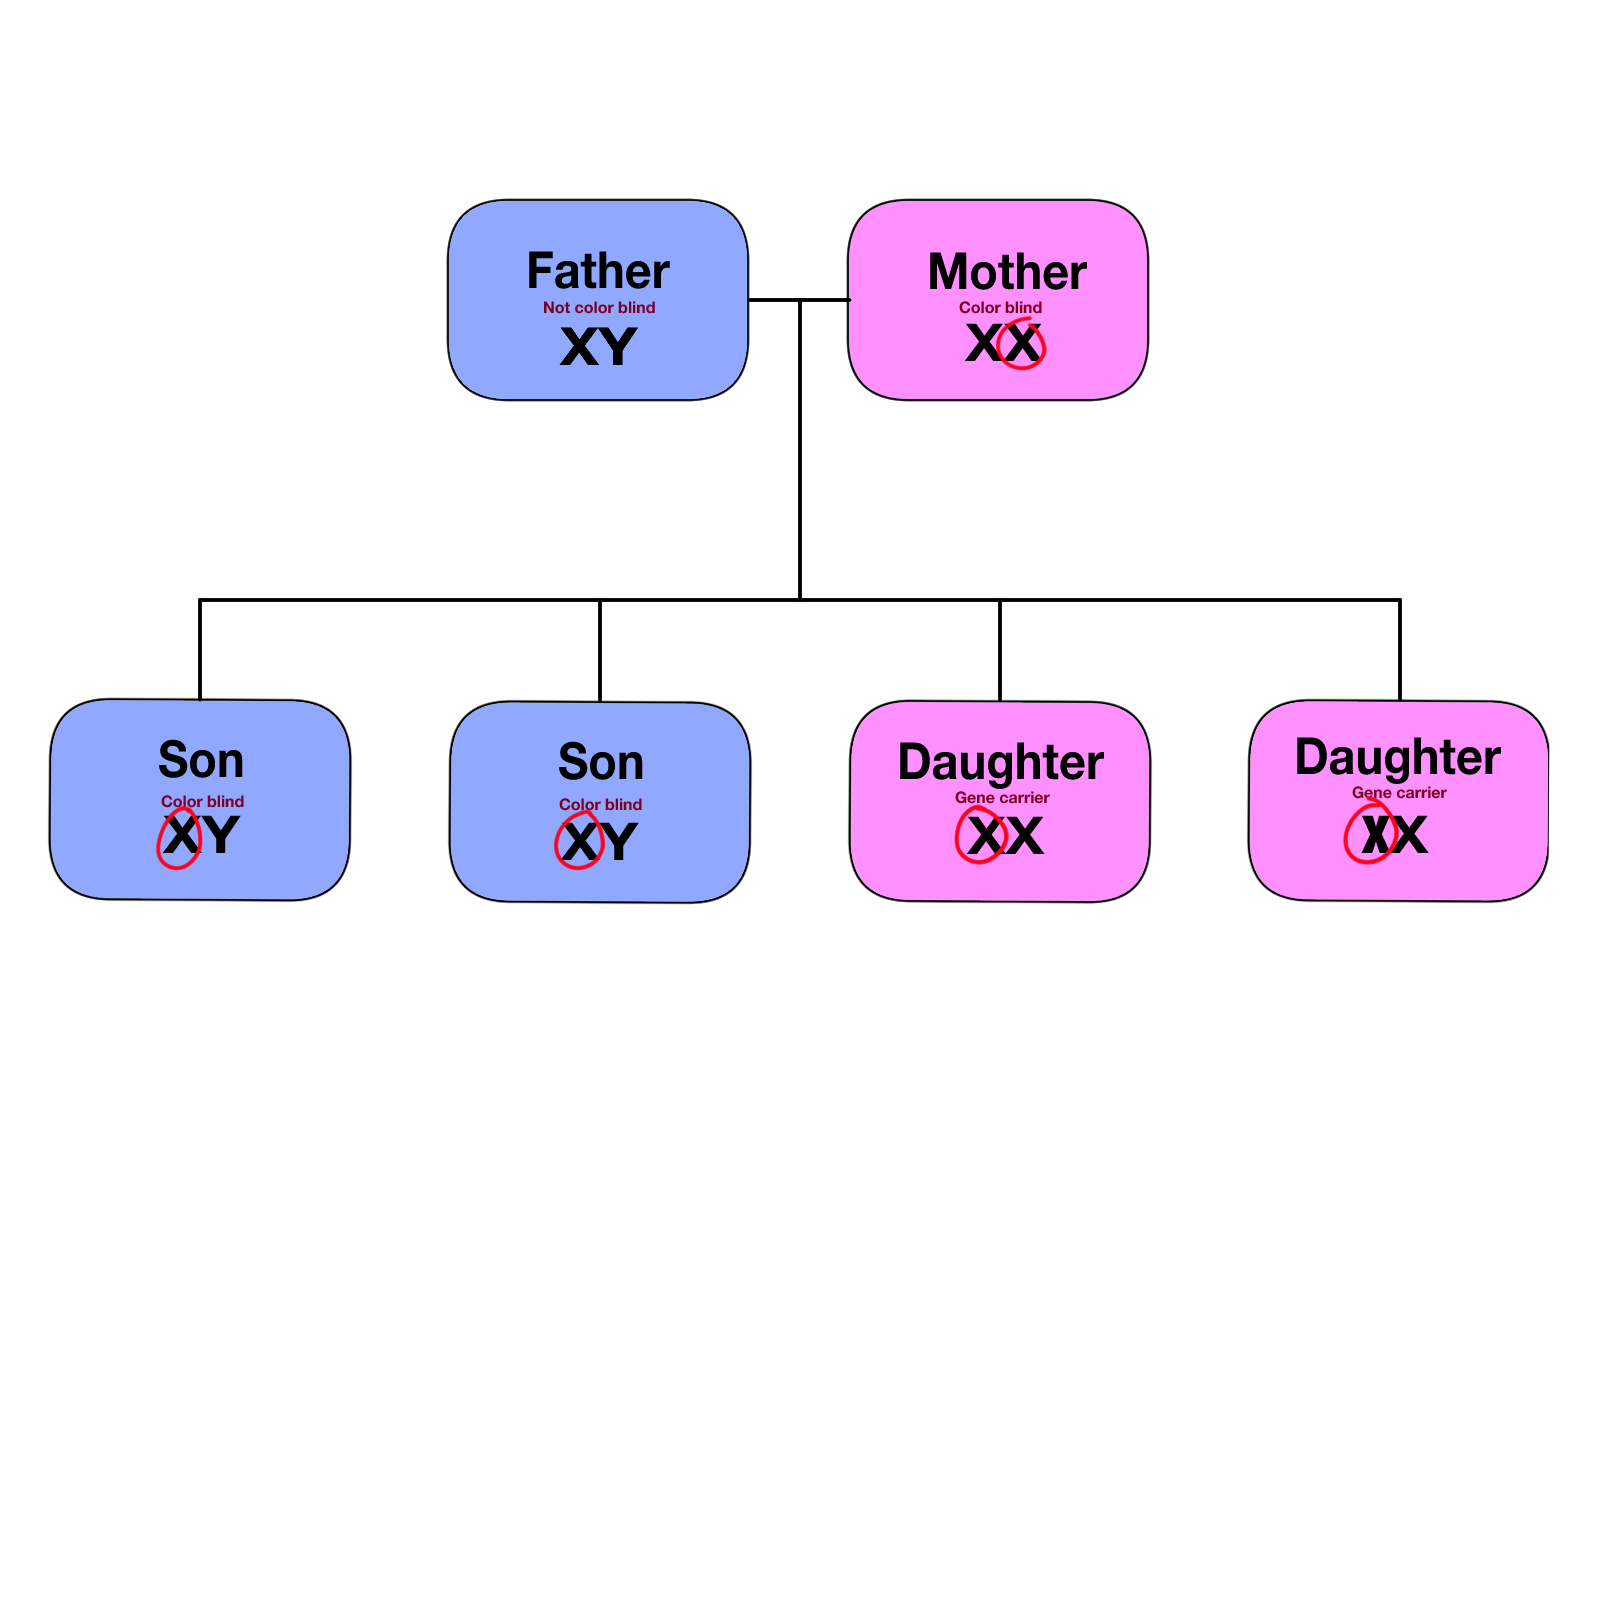 Father
Not color blind
XY
Mother
Color blind
XX
Son
Color blind
XY
Son
Color blind
XY
Daughter
Gene carrier
XX
Daughter
Gene carrier
XX